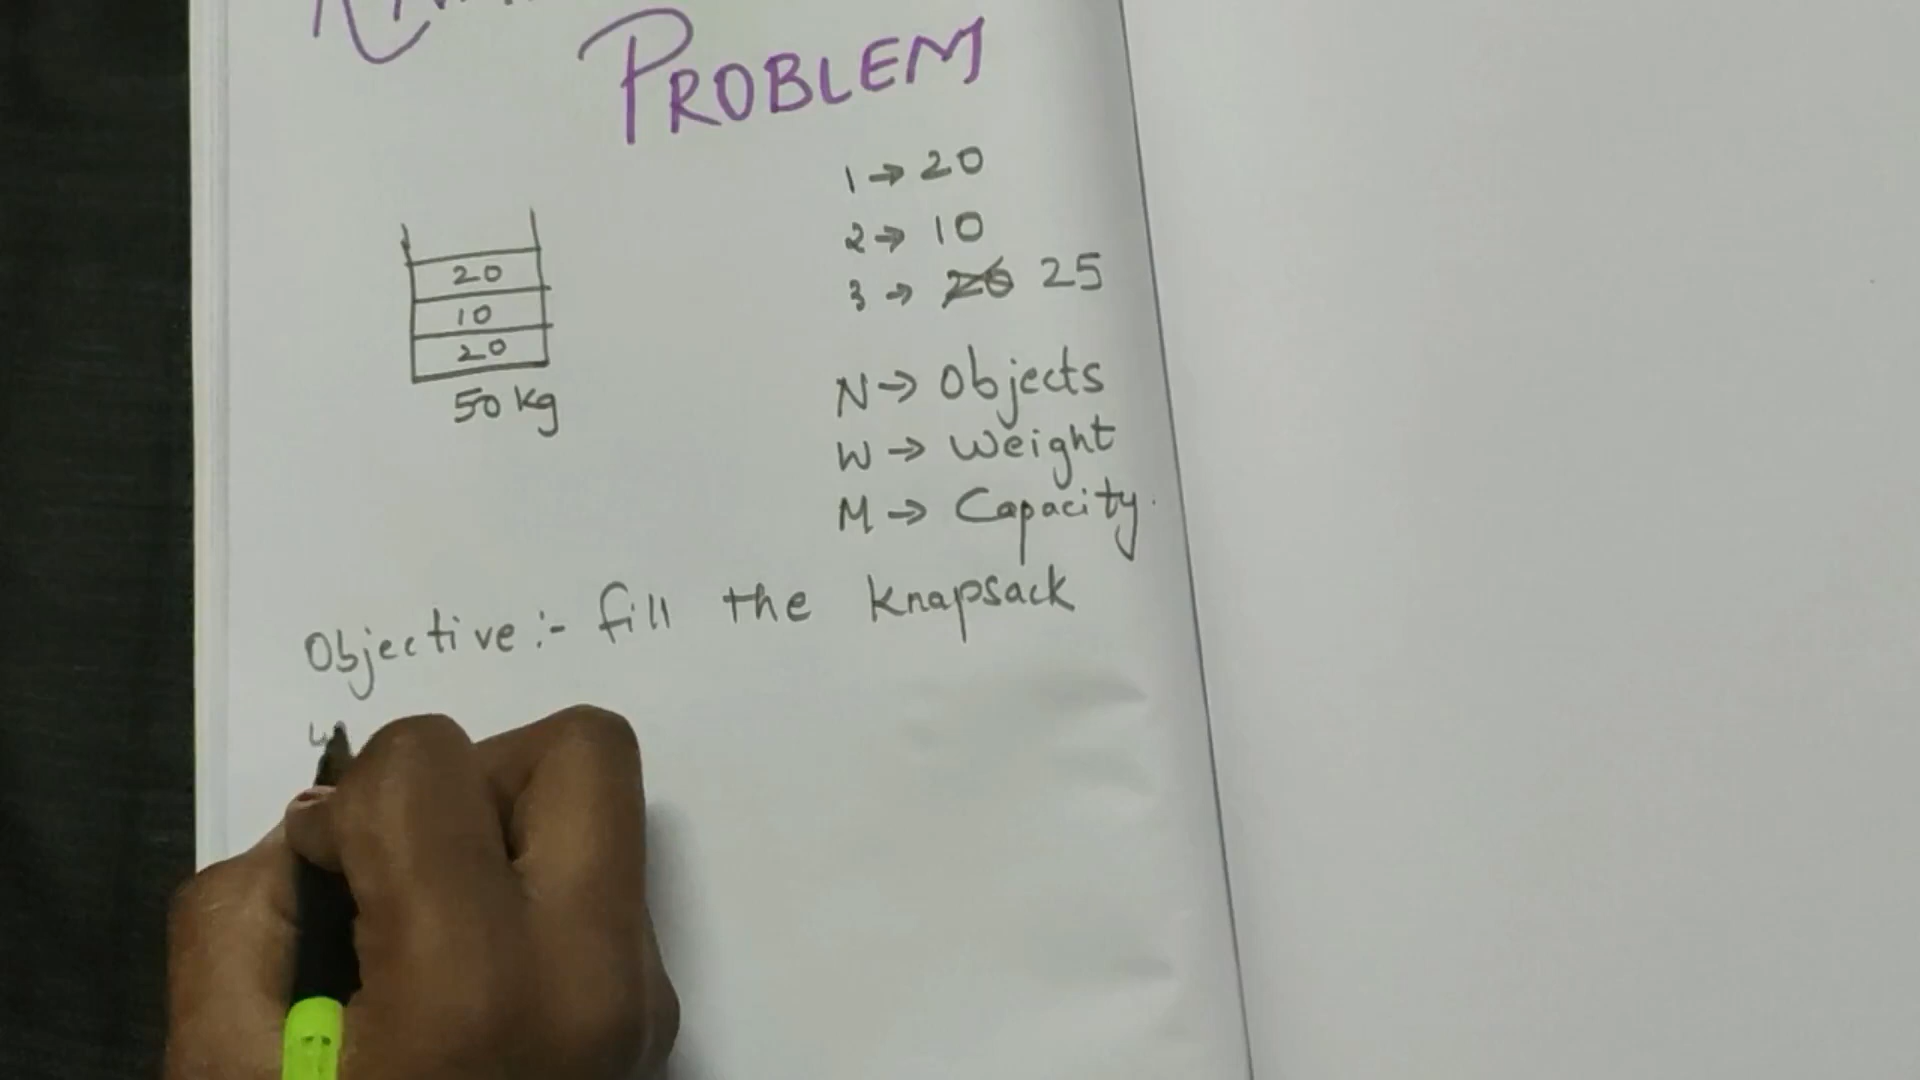 PROBLEM
1 → 20
2 → 10
3 → 20 25
20
10
20
50 kg
N → Objects
W → Weight
M → Capacity.
Objective :- fill the knapsack